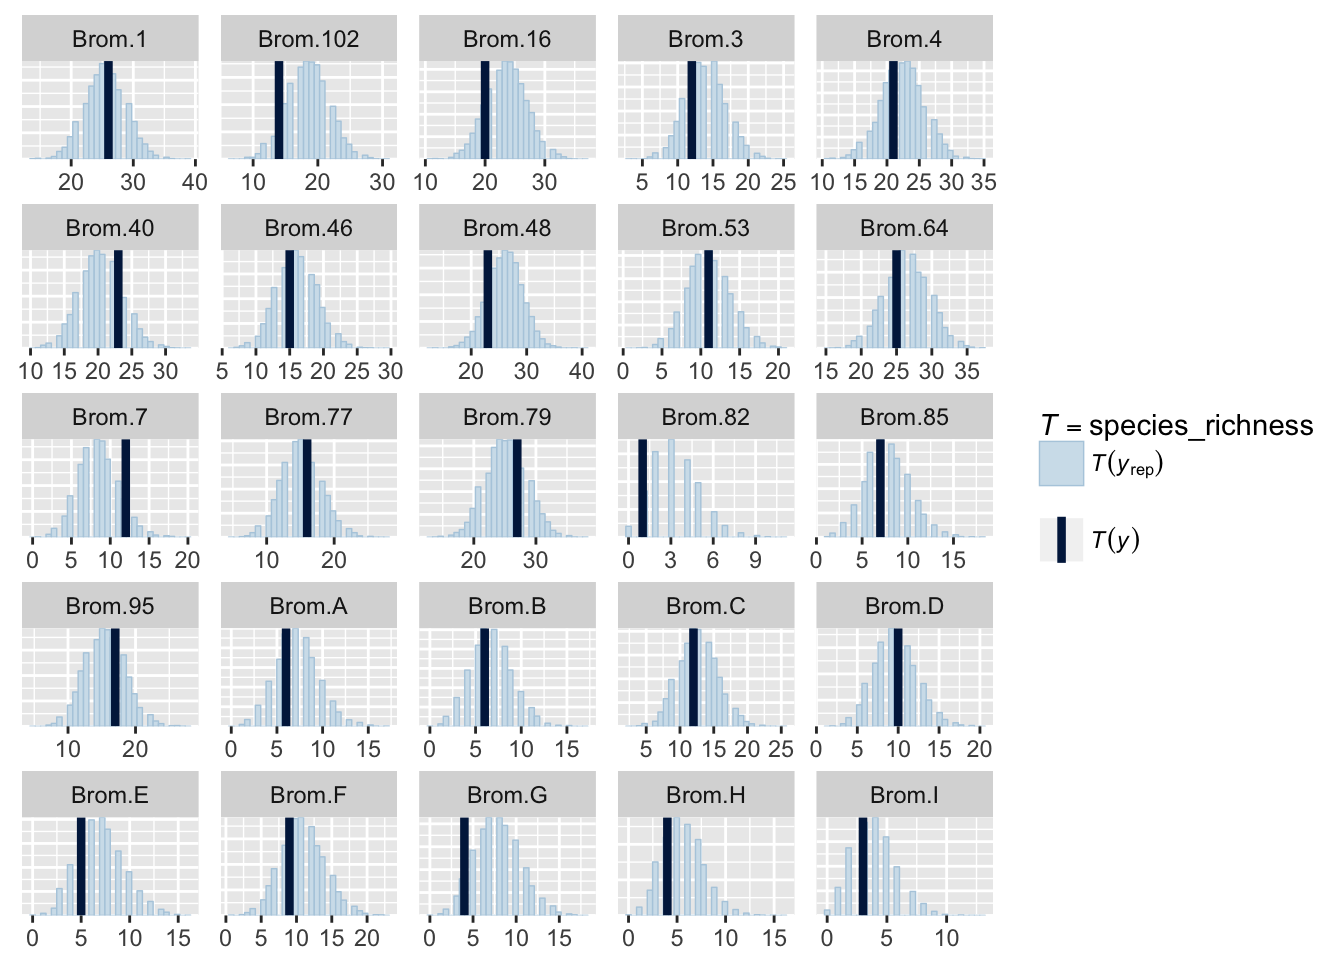 Brom.1 Brom.102 Brom.16 Brom.3 Brom.4
20 30 40 10 20 30 10 20 30 5 10 15 20 25 10 15 20 25 30 35
Brom.40 Brom.46 Brom.48 Brom.53 Brom.64
10 15 20 25 30 5 10 15 20 25 30 20 30 40 0 5 10 15 20 15 20 25 30 35
Brom.7 Brom.77 Brom.79 Brom.82 Brom.85
0 5 10 15 20 10 20 20 30 0 3 6 9 0 5 10 15
Brom.95 Brom.A Brom.B Brom.C Brom.D
10 20 0 5 10 15 0 5 10 15 5 10 15 20 25 0 5 10 15 20
Brom.E Brom.F Brom.G Brom.H Brom.I
0 5 10 15 0 5 10 15 20 0 5 10 15 0 5 10 15 0 5 10
T = species_richness
T(yrep)
T(y)